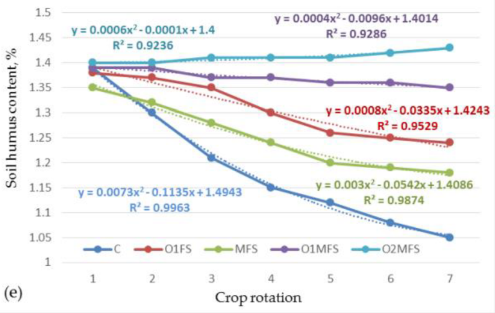 1.5
y = 0.0004x² - 0.0096x + 1.4014
R² = 0.9286
y = 0.0006x² - 0.0001x + 1.4
R² = 0.9236
1.45
1.4
1.35
1.3
y = 0.0008x² - 0.0335x + 1.4243
R² = 0.9529
1.25
1.2
y = 0.003x² - 0.0542x + 1.4086
R² = 0.9874
y = 0.0073x² - 0.1135x + 1.4943
R² = 0.9963
1.15
1.1
1.05
1
Soil humus content, %
C O1FS MFS O1MFS O2MFS
1 2 3 4 5 6 7
(e) Crop rotation